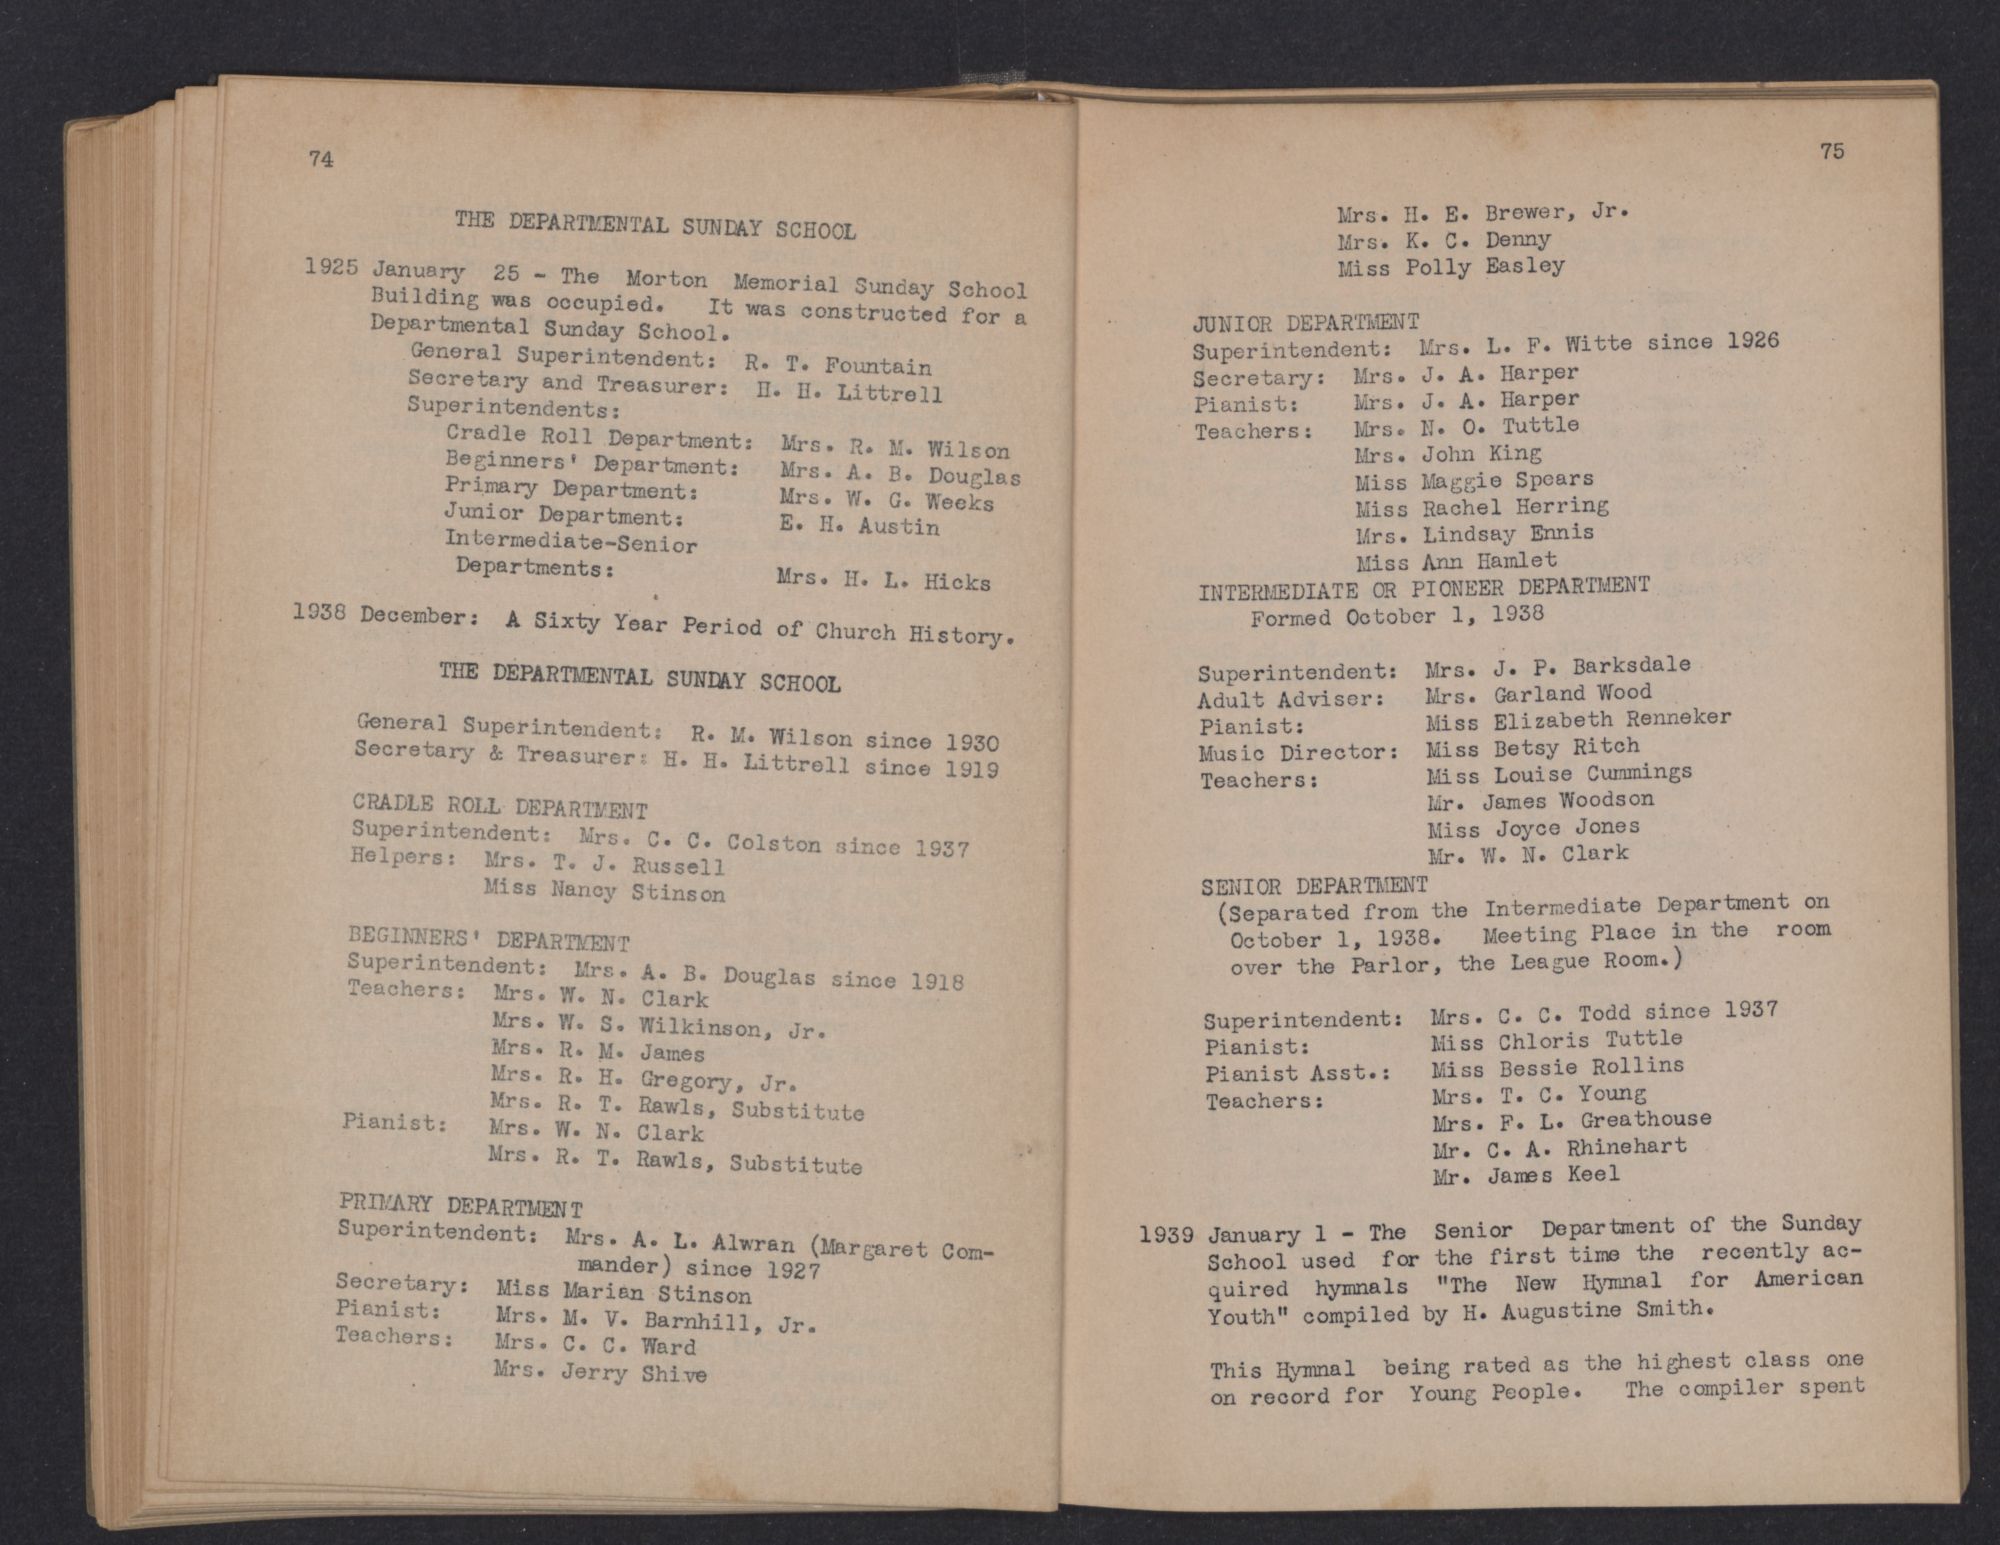 74
THE DEPARTMENTAL SUNDAY SCHOOL
1925 January 25 - The Morton Memorial Sunday School
Building was occupied. It was constructed for a
Departmental Sunday School.
General Superintendent: R. T. Fountain
Secretary and Treasurer: H. H. Littrell
Superintendents:
Cradle Roll Department: Mrs. R. M. Wilson
Beginners' Department: Mrs. A. B. Douglas
Primary Department: Mrs. W. G. Weeks
Junior Department: E. H. Austin
Intermediate-Senior
Departments: Mrs. H. L. Hicks
1938 December: A Sixty Year Period of Church History.
THE DEPARTMENTAL SUNDAY SCHOOL
General Superintendent: R. M. Wilson since 1930
Secretary & Treasurer: H. H. Littrell since 1919
CRADLE ROLL DEPARTMENT
Superintendent: Mrs. C. C. Colston since 1937
Helpers: Mrs. T. J. Russell
Miss Nancy Stinson
BEGINNERS' DEPARTMENT
Superintendent: Mrs. A. B. Douglas since 1918
Teachers: Mrs. W. N. Clark
Mrs. W. S. Wilkinson, Jr.
Mrs. R. M. James
Mrs. R. H. Gregory, Jr.
Mrs. R. T. Rawls, Substitute
Pianist: Mrs. W. N. Clark
Mrs. R. T. Rawls, Substitute
PRIMARY DEPARTMENT
Superintendent: Mrs. A. L. Alwran (Margaret Com-
mander) since 1927
Secretary: Miss Marian Stinson
Pianist: Mrs. M. V. Barnhill, Jr.
Teachers: Mrs. C. C. Ward
Mrs. Jerry Shive
75
Mrs. H. E. Brewer, Jr.
Mrs. K. C. Denny
Miss Polly Easley
JUNIOR DEPARTMENT
Superintendent: Mrs. L. F. Witte since 1926
Secretary: Mrs. J. A. Harper
Pianist: Mrs. J. A. Harper
Teachers: Mrs. N. O. Tuttle
Mrs. John King
Miss Maggie Spears
Miss Rachel Herring
Mrs. Lindsay Ennis
Miss Ann Hamlet
INTERMEDIATE OR PIONEER DEPARTMENT
Formed October 1, 1938
Superintendent: Mrs. J. P. Barksdale
Adult Adviser: Mrs. Garland Wood
Pianist: Miss Elizabeth Renneker
Music Director: Miss Betsy Ritch
Teachers: Miss Louise Cummings
Mr. James Woodson
Miss Joyce Jones
Mr. W. N. Clark
SENIOR DEPARTMENT
(Separated from the Intermediate Department on
October 1, 1938. Meeting Place in the room
over the Parlor, the League Room.)
Superintendent: Mrs. C. C. Todd since 1937
Pianist: Miss Chloris Tuttle
Pianist Asst.: Miss Bessie Rollins
Teachers: Mrs. T. C. Young
Mrs. F. L. Greathouse
Mr. C. A. Rhinehart
Mr. James Keel
1939 January 1 - The Senior Department of the Sunday
School used for the first time the recently ac-
quired hymnals "The New Hymnal for American
Youth" compiled by H. Augustine Smith.
This Hymnal being rated as the highest class one
on record for Young People. The compiler spent